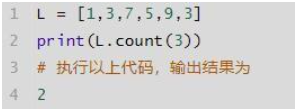 1 L = [1,3,7,5,9,3]
2 print(L.count(3))
3 # 执行以上代码，输出结果为
4 2